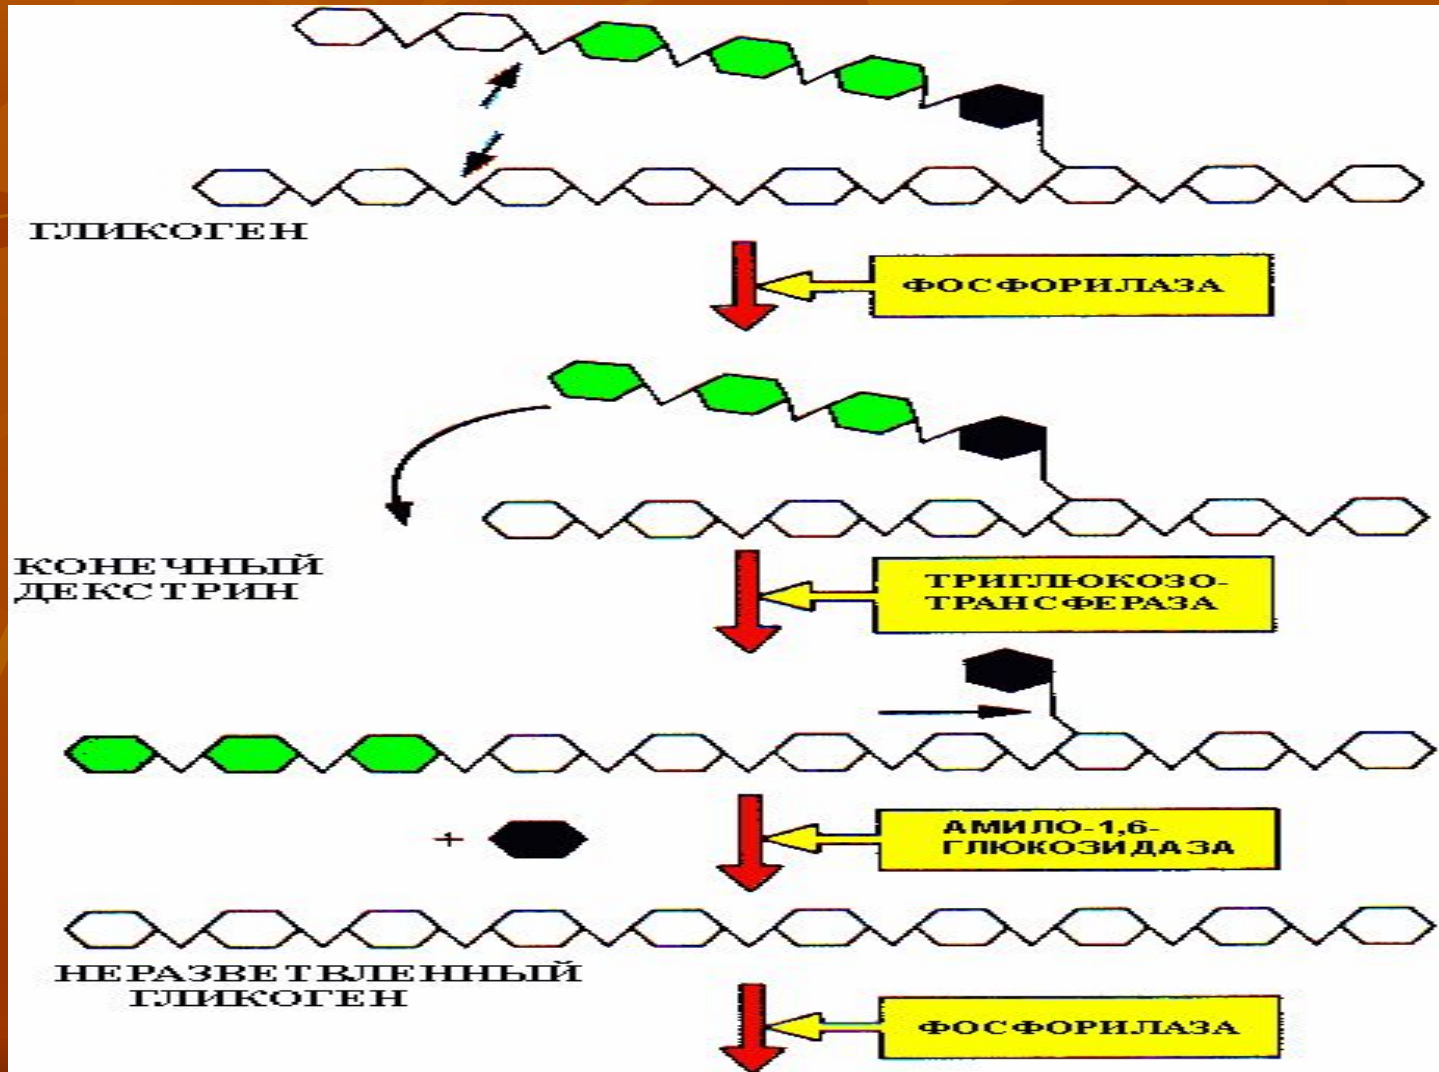 ГЛИКОГЕН
ФОСФОРИЛАЗА
КОНЕЧНЫЙ
ДЕКСТРИН
ТРИГЛЮКОЗО-
ТРАНСФЕРАЗА
+
АМИЛО-1,6-
ГЛЮКОЗИДАЗА
НЕРАЗВЕТВЛЕННЫЙ
ГЛИКОГЕН
ФОСФОРИЛАЗА